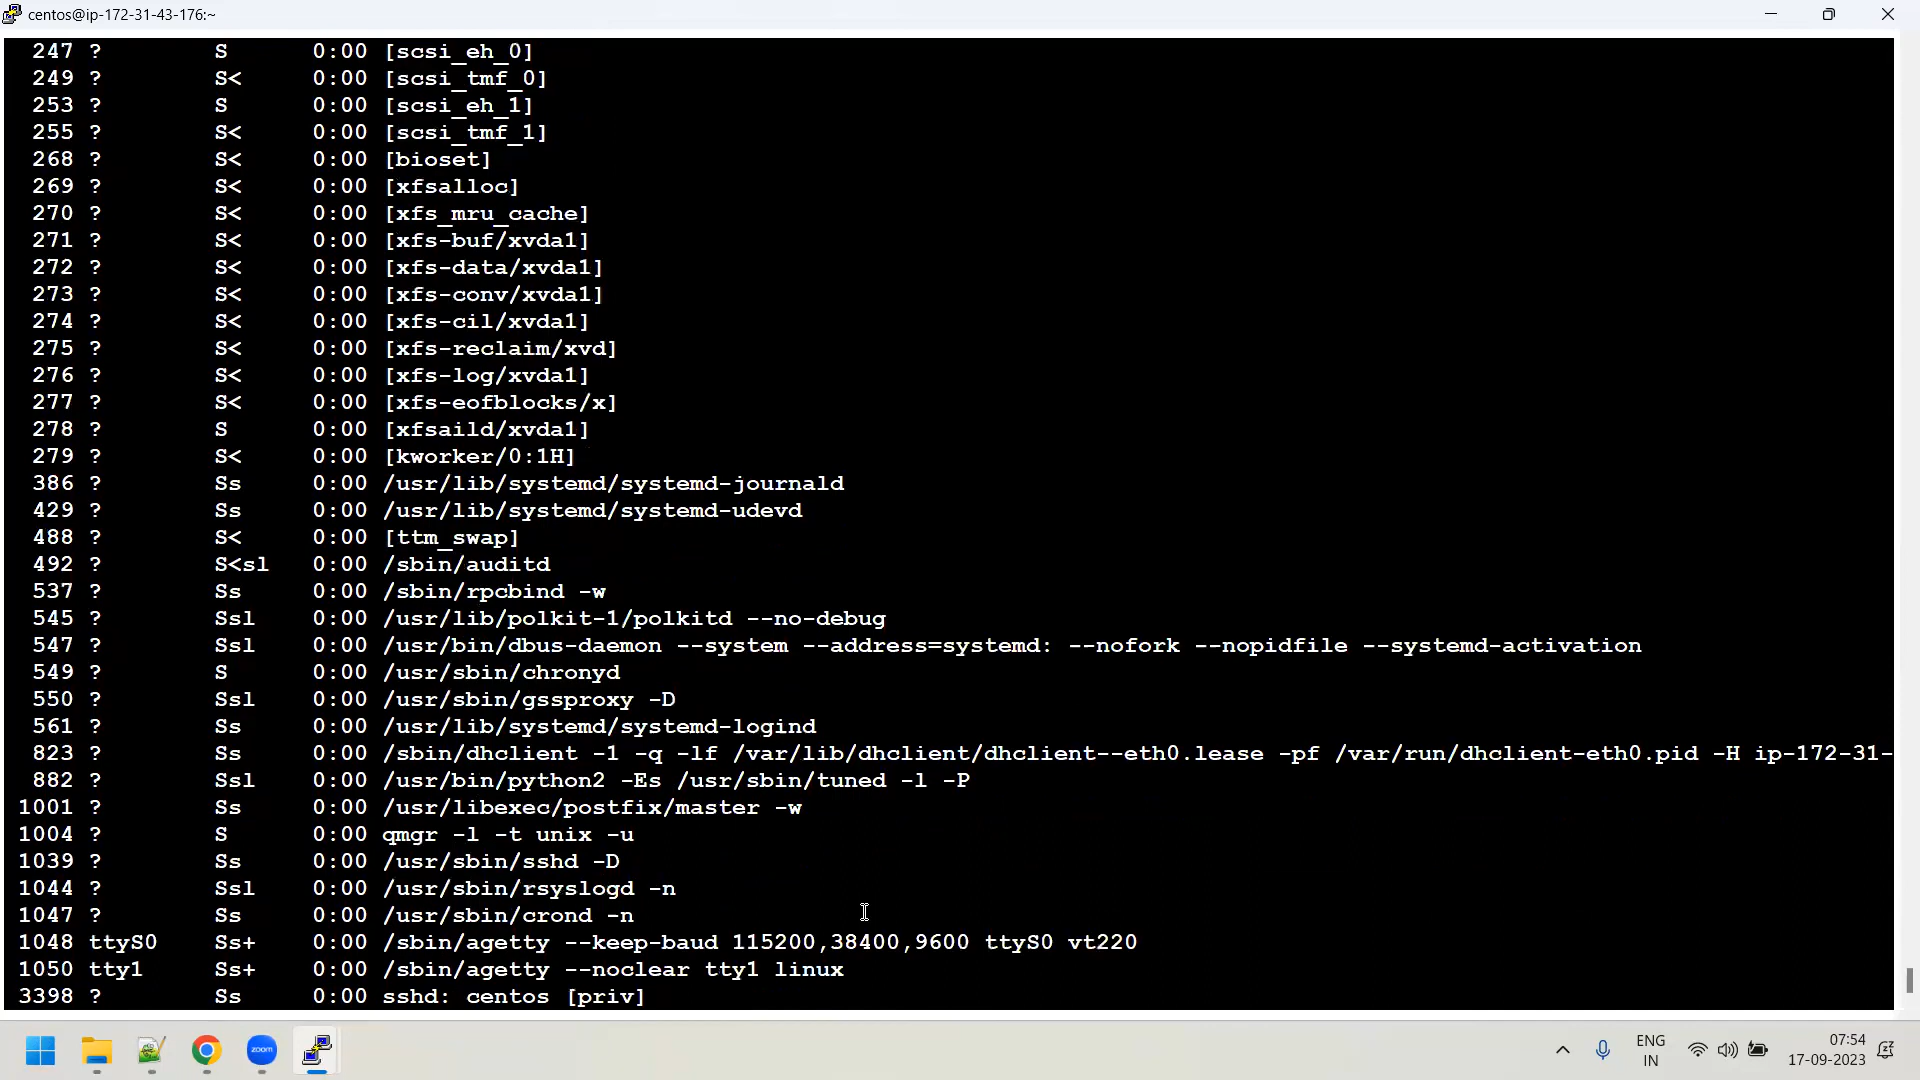 centos@ip-172-31-43-176:~
247 ? S 0:00 [scsi_eh_0]
249 ? S< 0:00 [scsi_tmf_0]
253 ? S 0:00 [scsi_eh_1]
255 ? S< 0:00 [scsi_tmf_1]
268 ? S< 0:00 [bioset]
269 ? S< 0:00 [xfsalloc]
270 ? S< 0:00 [xfs_mru_cache]
271 ? S< 0:00 [xfs-buf/xvda1]
272 ? S< 0:00 [xfs-data/xvda1]
273 ? S< 0:00 [xfs-conv/xvda1]
274 ? S< 0:00 [xfs-cil/xvda1]
275 ? S< 0:00 [xfs-reclaim/xvd]
276 ? S< 0:00 [xfs-log/xvda1]
277 ? S< 0:00 [xfs-eofblocks/x]
278 ? S 0:00 [xfsaild/xvda1]
279 ? S< 0:00 [kworker/0:1H]
386 ? Ss 0:00 /usr/lib/systemd/systemd-journald
429 ? Ss 0:00 /usr/lib/systemd/systemd-udevd
488 ? S< 0:00 [ttm_swap]
492 ? S<sl 0:00 /sbin/auditd
537 ? Ss 0:00 /sbin/rpcbind -w
545 ? Ssl 0:00 /usr/lib/polkit-1/polkitd --no-debug
547 ? Ssl 0:00 /usr/bin/dbus-daemon --system --address=systemd: --nofork --nopidfile --systemd-activation
549 ? S 0:00 /usr/sbin/chronyd
550 ? Ssl 0:00 /usr/sbin/gssproxy -D
561 ? Ss 0:00 /usr/lib/systemd/systemd-logind
823 ? Ss 0:00 /sbin/dhclient -1 -q -lf /var/lib/dhclient/dhclient--eth0.lease -pf /var/run/dhclient-eth0.pid -H ip-172-31-
882 ? Ssl 0:00 /usr/bin/python2 -Es /usr/sbin/tuned -l -P
1001 ? Ss 0:00 /usr/libexec/postfix/master -w
1004 ? S 0:00 qmgr -l -t unix -u
1039 ? Ss 0:00 /usr/sbin/sshd -D
1044 ? Ssl 0:00 /usr/sbin/rsyslogd -n
1047 ? Ss 0:00 /usr/sbin/crond -n
1048 ttyS0 Ss+ 0:00 /sbin/agetty --keep-baud 115200,38400,9600 ttyS0 vt220
1050 tty1 Ss+ 0:00 /sbin/agetty --noclear tty1 linux
3398 ? Ss 0:00 sshd: centos [priv]
zoom
ENG
IN
07:54
17-09-2023